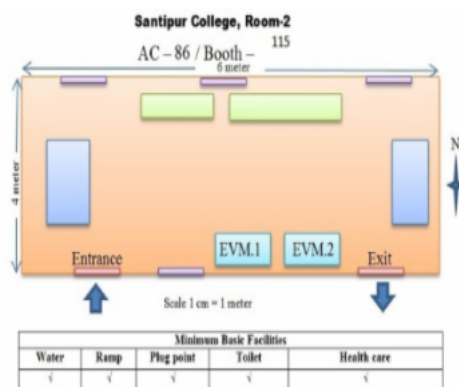 Santipur College, Room-2
AC – 86 / Booth – 115
6 meter
4 meter
N
EVM.1 EVM.2
Entrance
Exit
Scale 1 cm = 1 meter
Minimum Basic Facilities
Water Ramp Plug point Toilet Health care
√ √ √ √ √